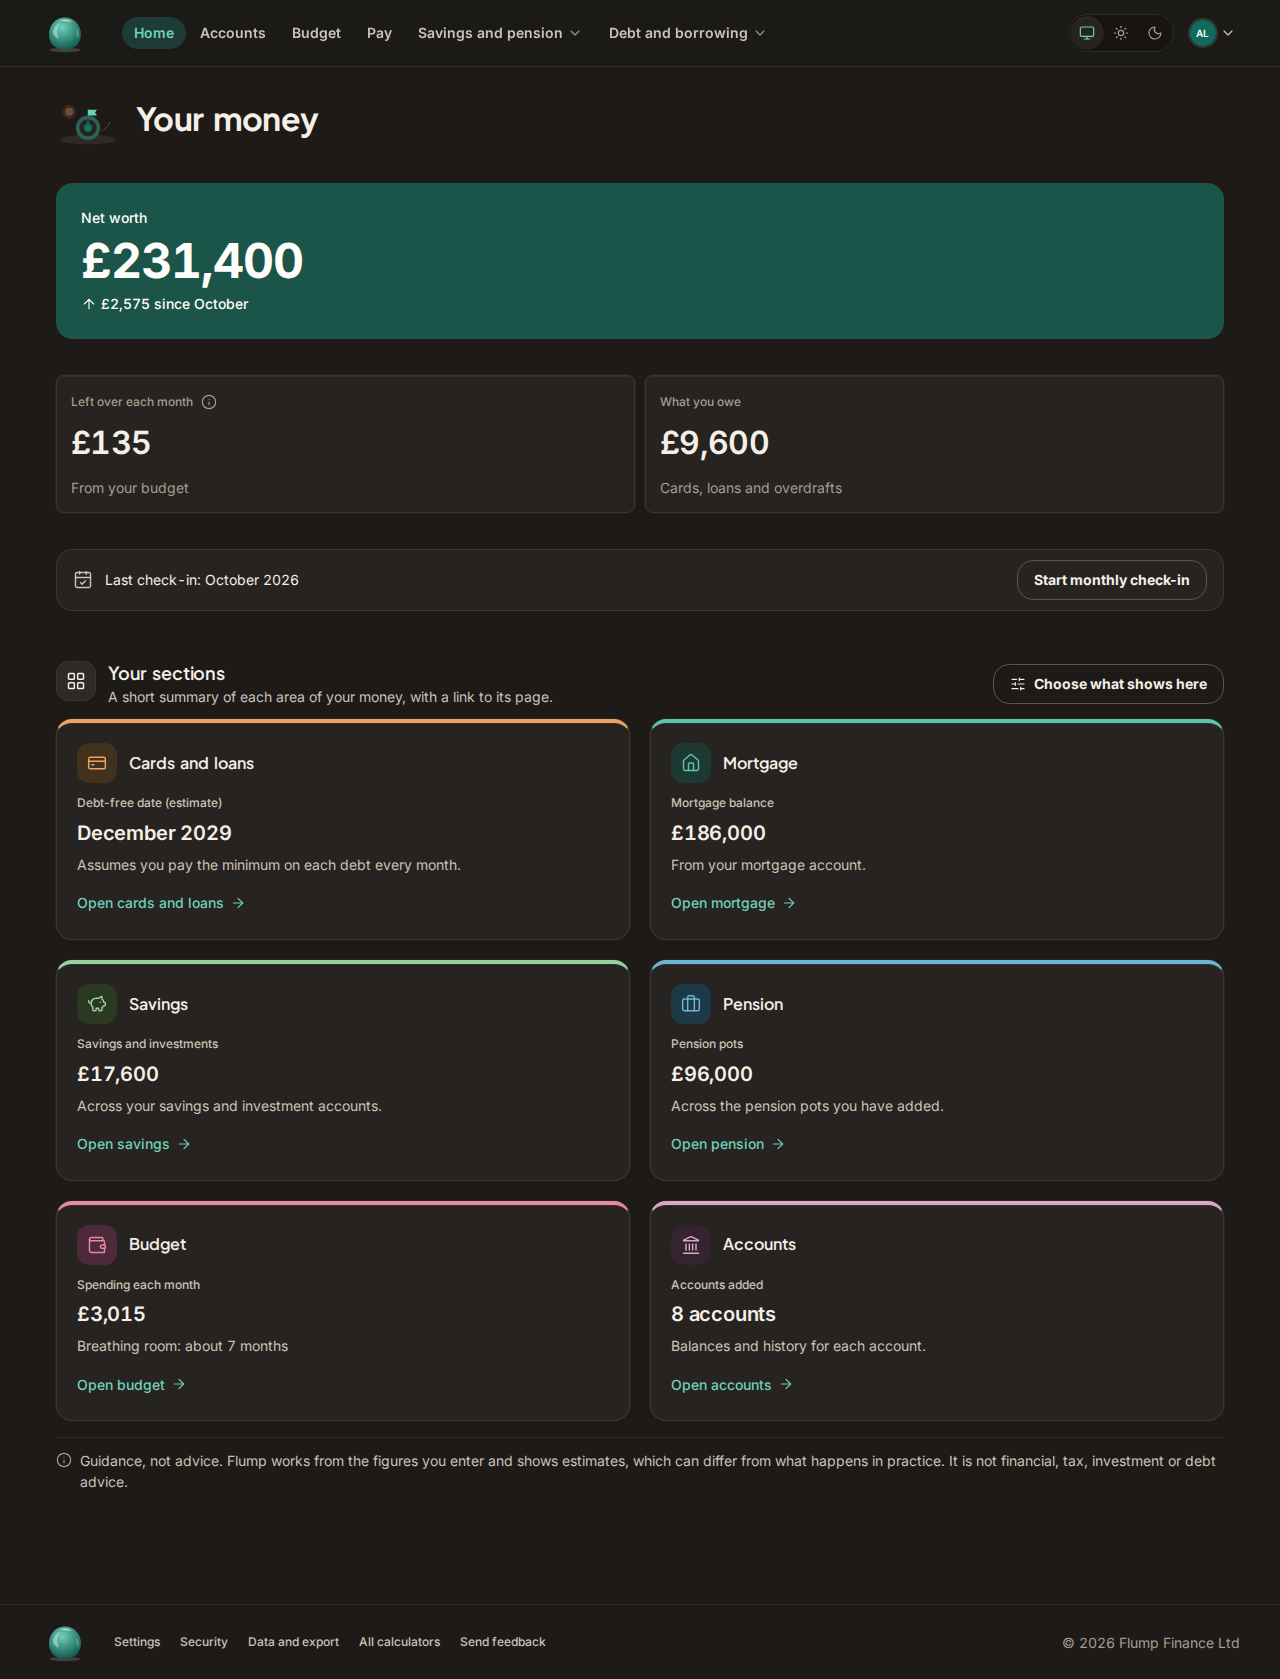 Home
Accounts
Budget
Pay
Savings and pension
Debt and borrowing
AL
Your money
Net worth
£231,400
£2,575 since October
Left over each month
£135
From your budget
What you owe
£9,600
Cards, loans and overdrafts
Last check-in: October 2026
Start monthly check-in
Your sections
A short summary of each area of your money, with a link to its page.
Choose what shows here
Cards and loans
Debt-free date (estimate)
December 2029
Assumes you pay the minimum on each debt every month.
Open cards and loans
Mortgage
Mortgage balance
£186,000
From your mortgage account.
Open mortgage
Savings
Savings and investments
£17,600
Across your savings and investment accounts.
Open savings
Pension
Pension pots
£96,000
Across the pension pots you have added.
Open pension
Budget
Spending each month
£3,015
Breathing room: about 7 months
Open budget
Accounts
Accounts added
8 accounts
Balances and history for each account.
Open accounts
Guidance, not advice. Flump works from the figures you enter and shows estimates, which can differ from what happens in practice. It is not financial, tax, investment or debt
advice.
Settings
Security
Data and export
All calculators
Send feedback
© 2026 Flump Finance Ltd